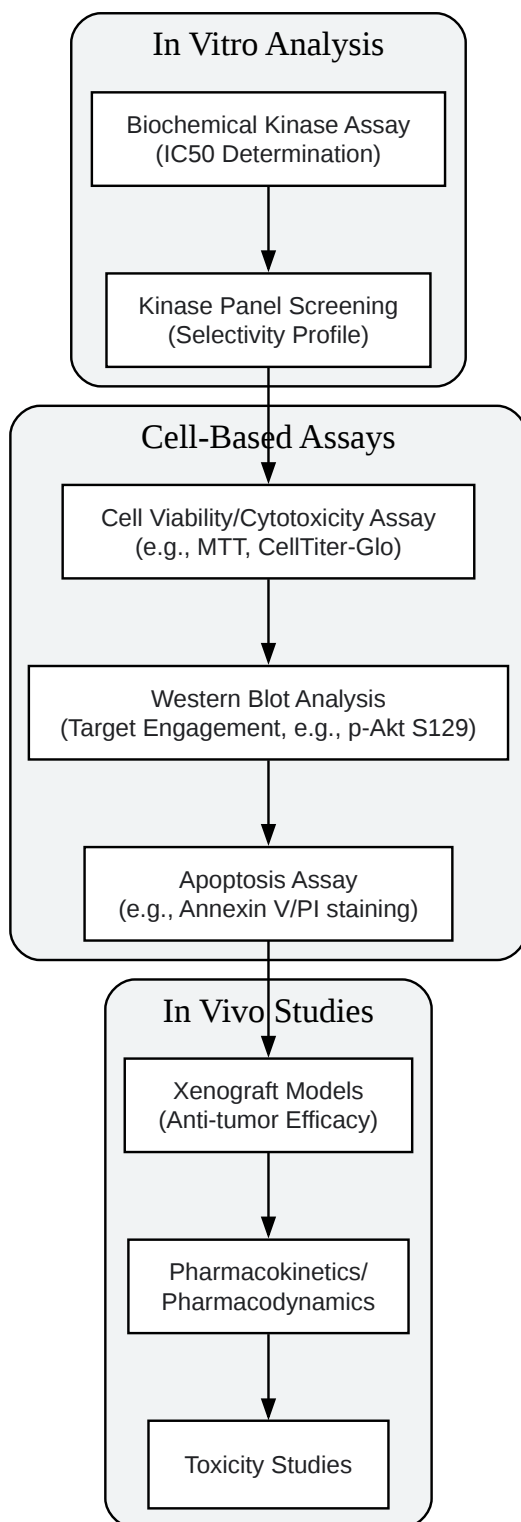 In Vitro Analysis
Biochemical Kinase Assay
(IC50 Determination)
Kinase Panel Screening
(Selectivity Profile)
Cell-Based Assays
Cell Viability/Cytotoxicity Assay
(e.g., MTT, CellTiter-Glo)
Western Blot Analysis
(Target Engagement, e.g., p-Akt S129)
Apoptosis Assay
(e.g., Annexin V/PI staining)
In Vivo Studies
Xenograft Models
(Anti-tumor Efficacy)
Pharmacokinetics/
Pharmacodynamics
Toxicity Studies